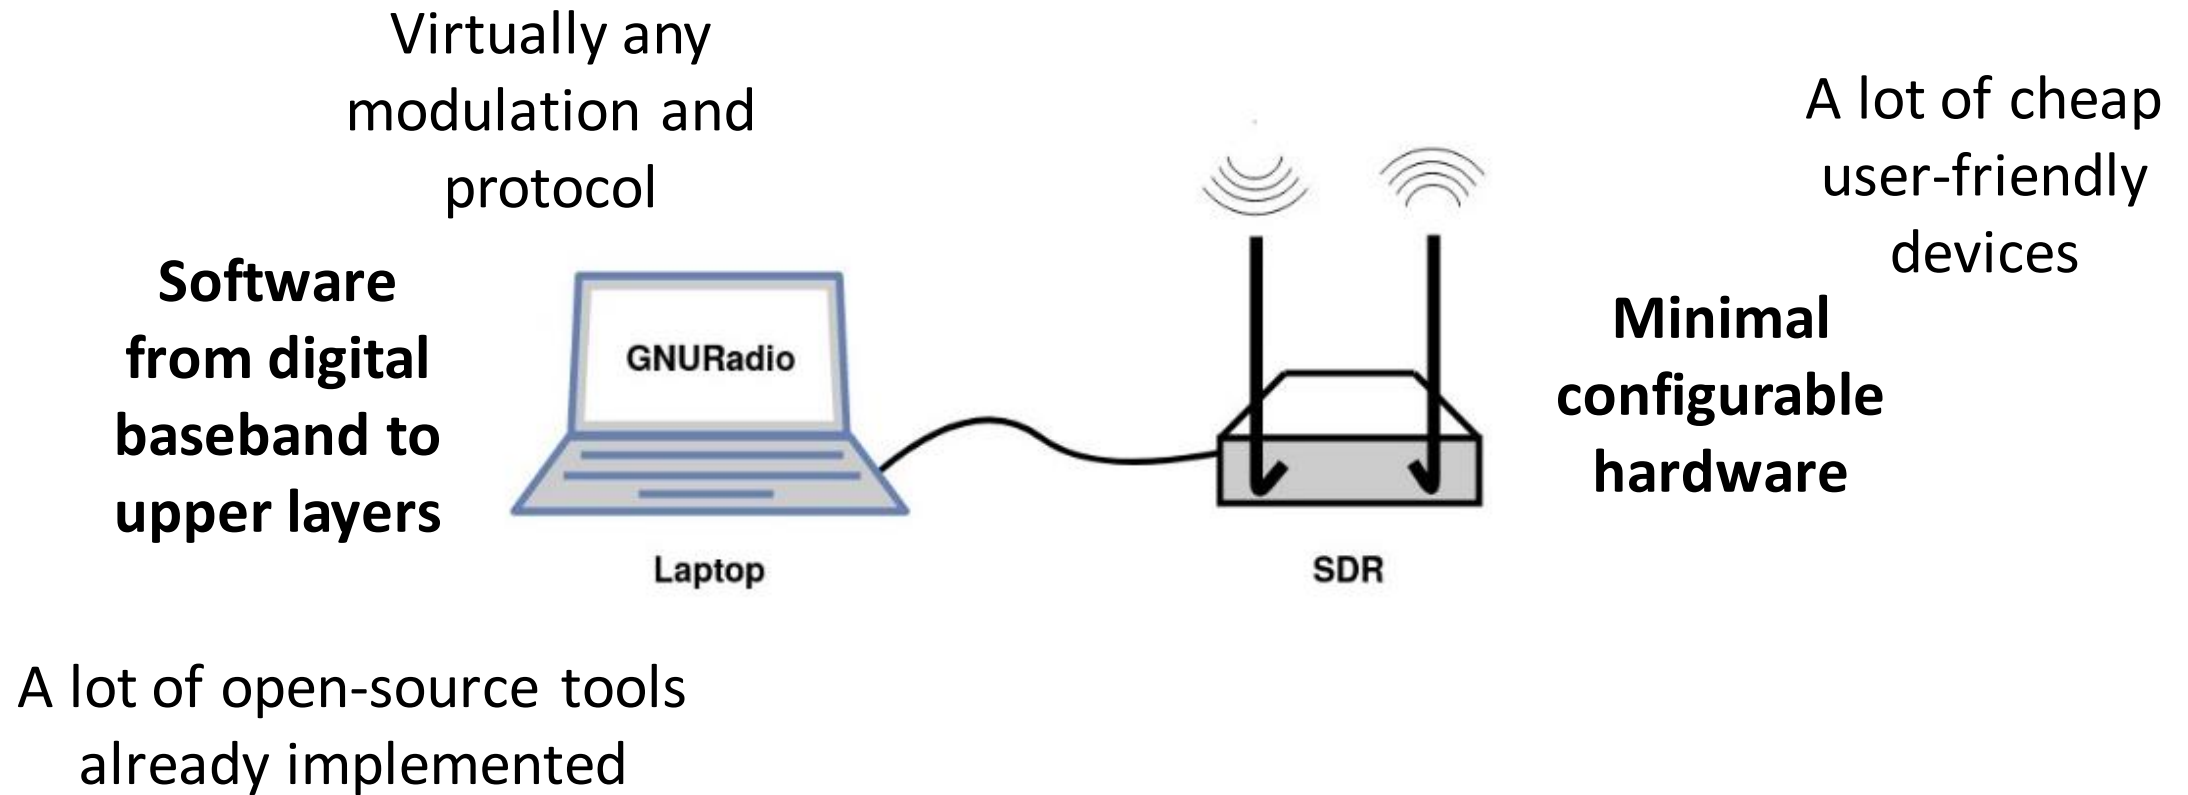 Virtually any
modulation and
protocol
A lot of cheap
user-friendly
devices
Software
from digital
baseband to
upper layers
GNURadio
Minimal
configurable
hardware
Laptop
SDR
A lot of open-source tools
already implemented